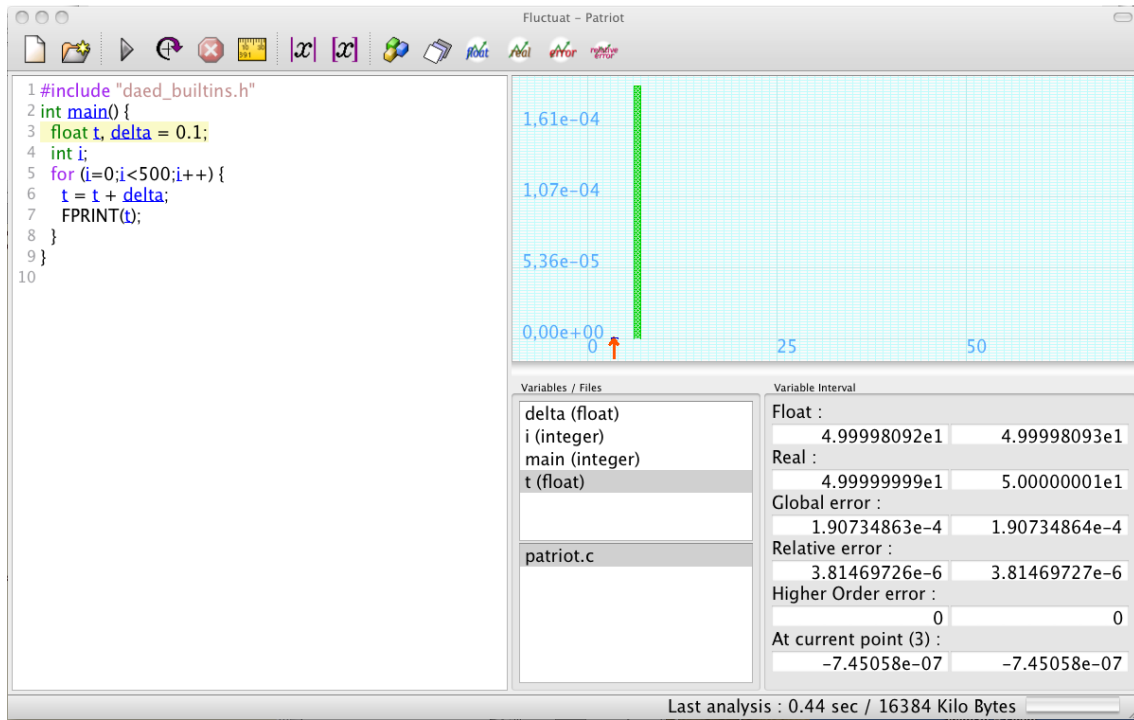 Fluctuat – Patriot
|x| [x] float real error relative error
1 #include "daed_builtins.h"
2 int main() {
3 float t, delta = 0.1;
4 int i;
5 for (i=0;i<500;i++) {
6 t = t + delta;
7 FPRINT(t);
8 }
9 }
10
1,61e−04
1,07e−04
5,36e−05
0,00e+00
0 25 50
Variables / Files
delta (float)
i (integer)
main (integer)
t (float)
patriot.c
Variable Interval
Float :
4.99998092e1 4.99998093e1
Real :
4.99999999e1 5.00000001e1
Global error :
1.90734863e−4 1.90734864e−4
Relative error :
3.81469726e−6 3.81469727e−6
Higher Order error :
0 0
At current point (3) :
−7.45058e−07 −7.45058e−07
Last analysis : 0.44 sec / 16384 Kilo Bytes